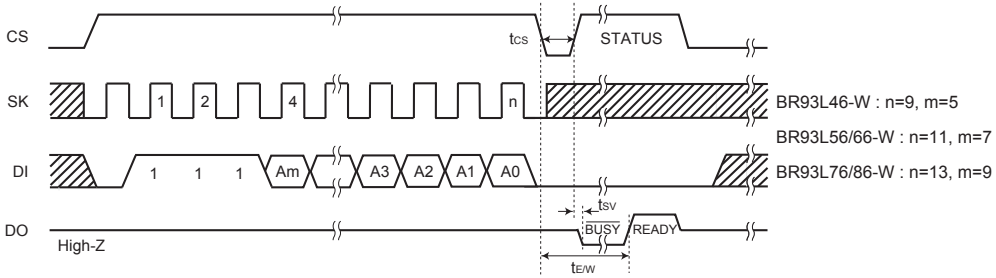 CS
tcs
STATUS
SK
1
2
4
n
BR93L46-W : n=9, m=5
BR93L56/66-W : n=11, m=7
BR93L76/86-W : n=13, m=9
DI
1
1
1
Am
A3
A2
A1
A0
tsv
DO
High-Z
BUSY
READY
tE/W